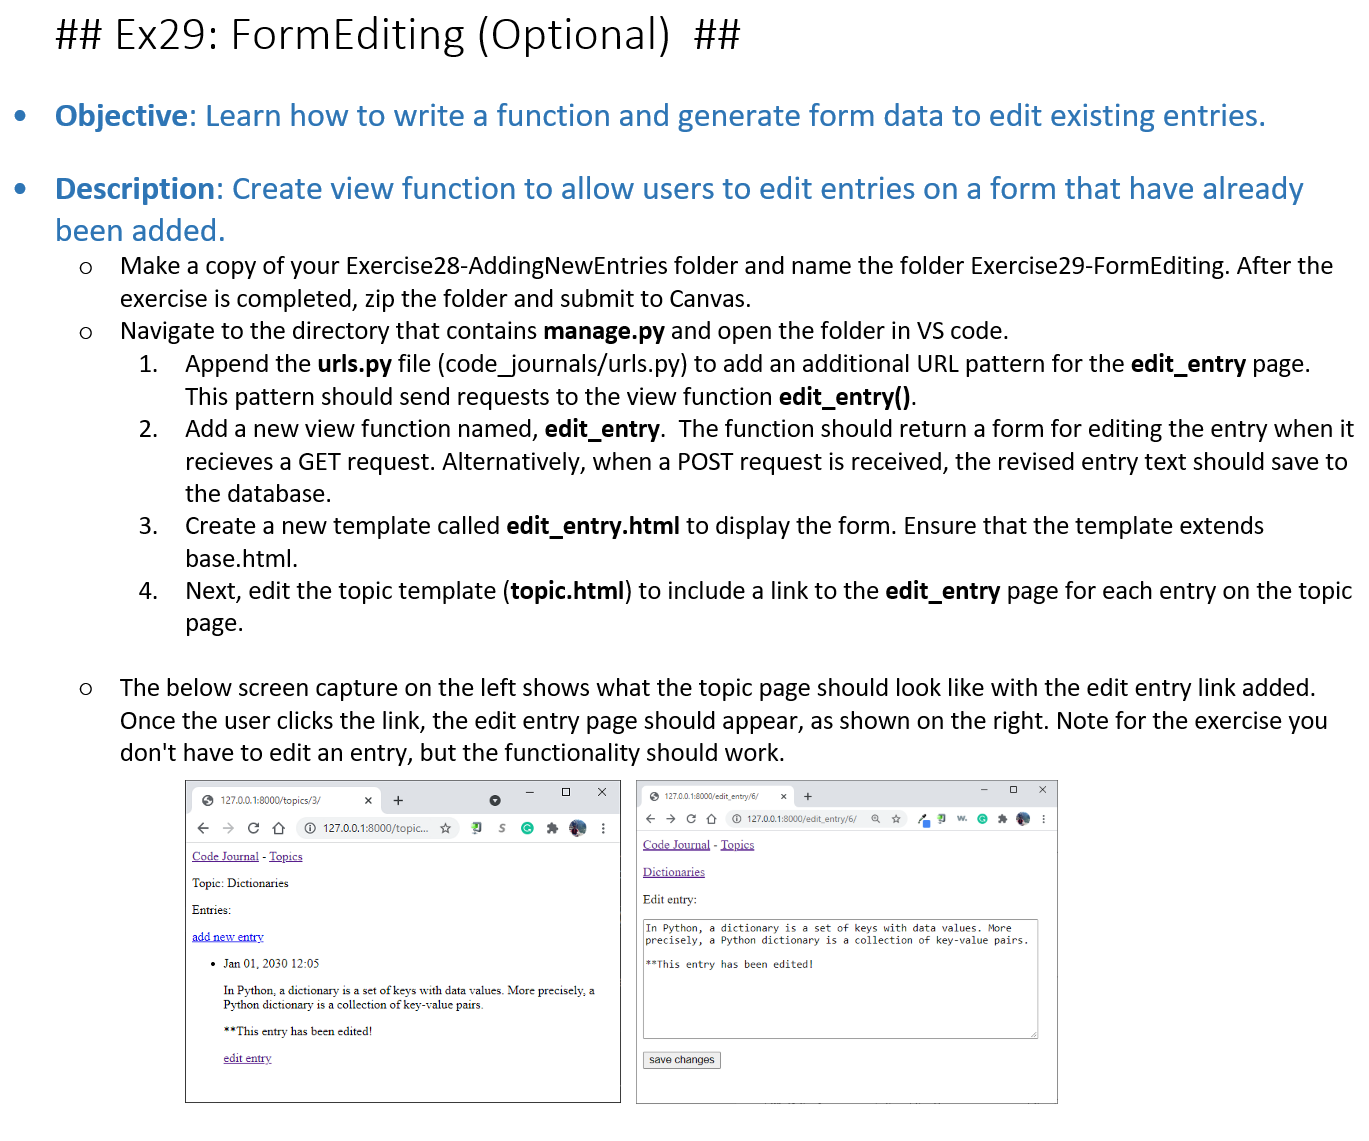 ## Ex29: FormEditing (Optional)  ##
• Objective: Learn how to write a function and generate form data to edit existing entries.
• Description: Create view function to allow users to edit entries on a form that have already
been added.
o Make a copy of your Exercise28-AddingNewEntries folder and name the folder Exercise29-FormEditing. After the
exercise is completed, zip the folder and submit to Canvas.
o Navigate to the directory that contains manage.py and open the folder in VS code.
1. Append the urls.py file (code_journals/urls.py) to add an additional URL pattern for the edit_entry page.
This pattern should send requests to the view function edit_entry().
2. Add a new view function named, edit_entry.  The function should return a form for editing the entry when it
recieves a GET request. Alternatively, when a POST request is received, the revised entry text should save to
the database.
3. Create a new template called edit_entry.html to display the form. Ensure that the template extends
base.html.
4. Next, edit the topic template (topic.html) to include a link to the edit_entry page for each entry on the topic
page.
o The below screen capture on the left shows what the topic page should look like with the edit entry link added.
Once the user clicks the link, the edit entry page should appear, as shown on the right. Note for the exercise you
don't have to edit an entry, but the functionality should work.
127.0.0.1:8000/topics/3/
127.0.0.1:8000/topic...
Code Journal - Topics
Topic: Dictionaries
Entries:
add new entry
• Jan 01, 2030 12:05
In Python, a dictionary is a set of keys with data values. More precisely, a
Python dictionary is a collection of key-value pairs.
**This entry has been edited!
edit entry
127.0.0.1:8000/edit_entry/6/
127.0.0.1:8000/edit_entry/6/
Code Journal - Topics
Dictionaries
Edit entry:
In Python, a dictionary is a set of keys with data values. More
precisely, a Python dictionary is a collection of key-value pairs.
**This entry has been edited!
save changes